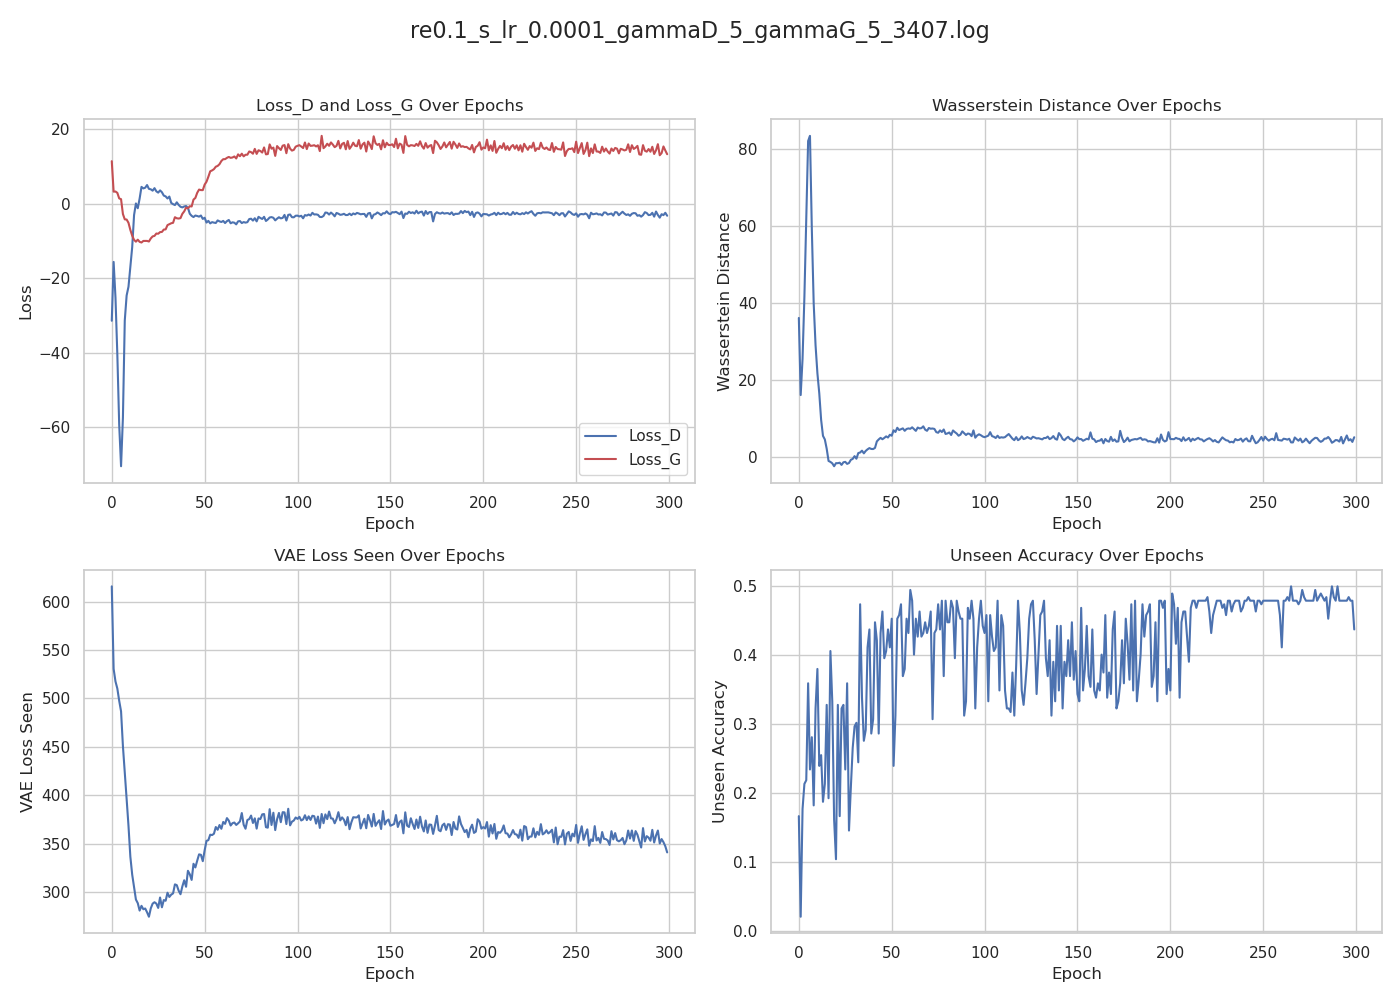 re0.1_s_lr_0.0001_gammaD_5_gammaG_5_3407.log
Loss_D and Loss_G Over Epochs
20
0
−20
−40
−60
Loss
0 50 100 150 200 250 300
Epoch
Loss_D
Loss_G
Wasserstein Distance Over Epochs
80
60
40
20
0
Wasserstein Distance
0 50 100 150 200 250 300
Epoch
VAE Loss Seen Over Epochs
600
550
500
450
400
350
300
VAE Loss Seen
0 50 100 150 200 250 300
Epoch
Unseen Accuracy Over Epochs
0.5
0.4
0.3
0.2
0.1
0.0
Unseen Accuracy
0 50 100 150 200 250 300
Epoch